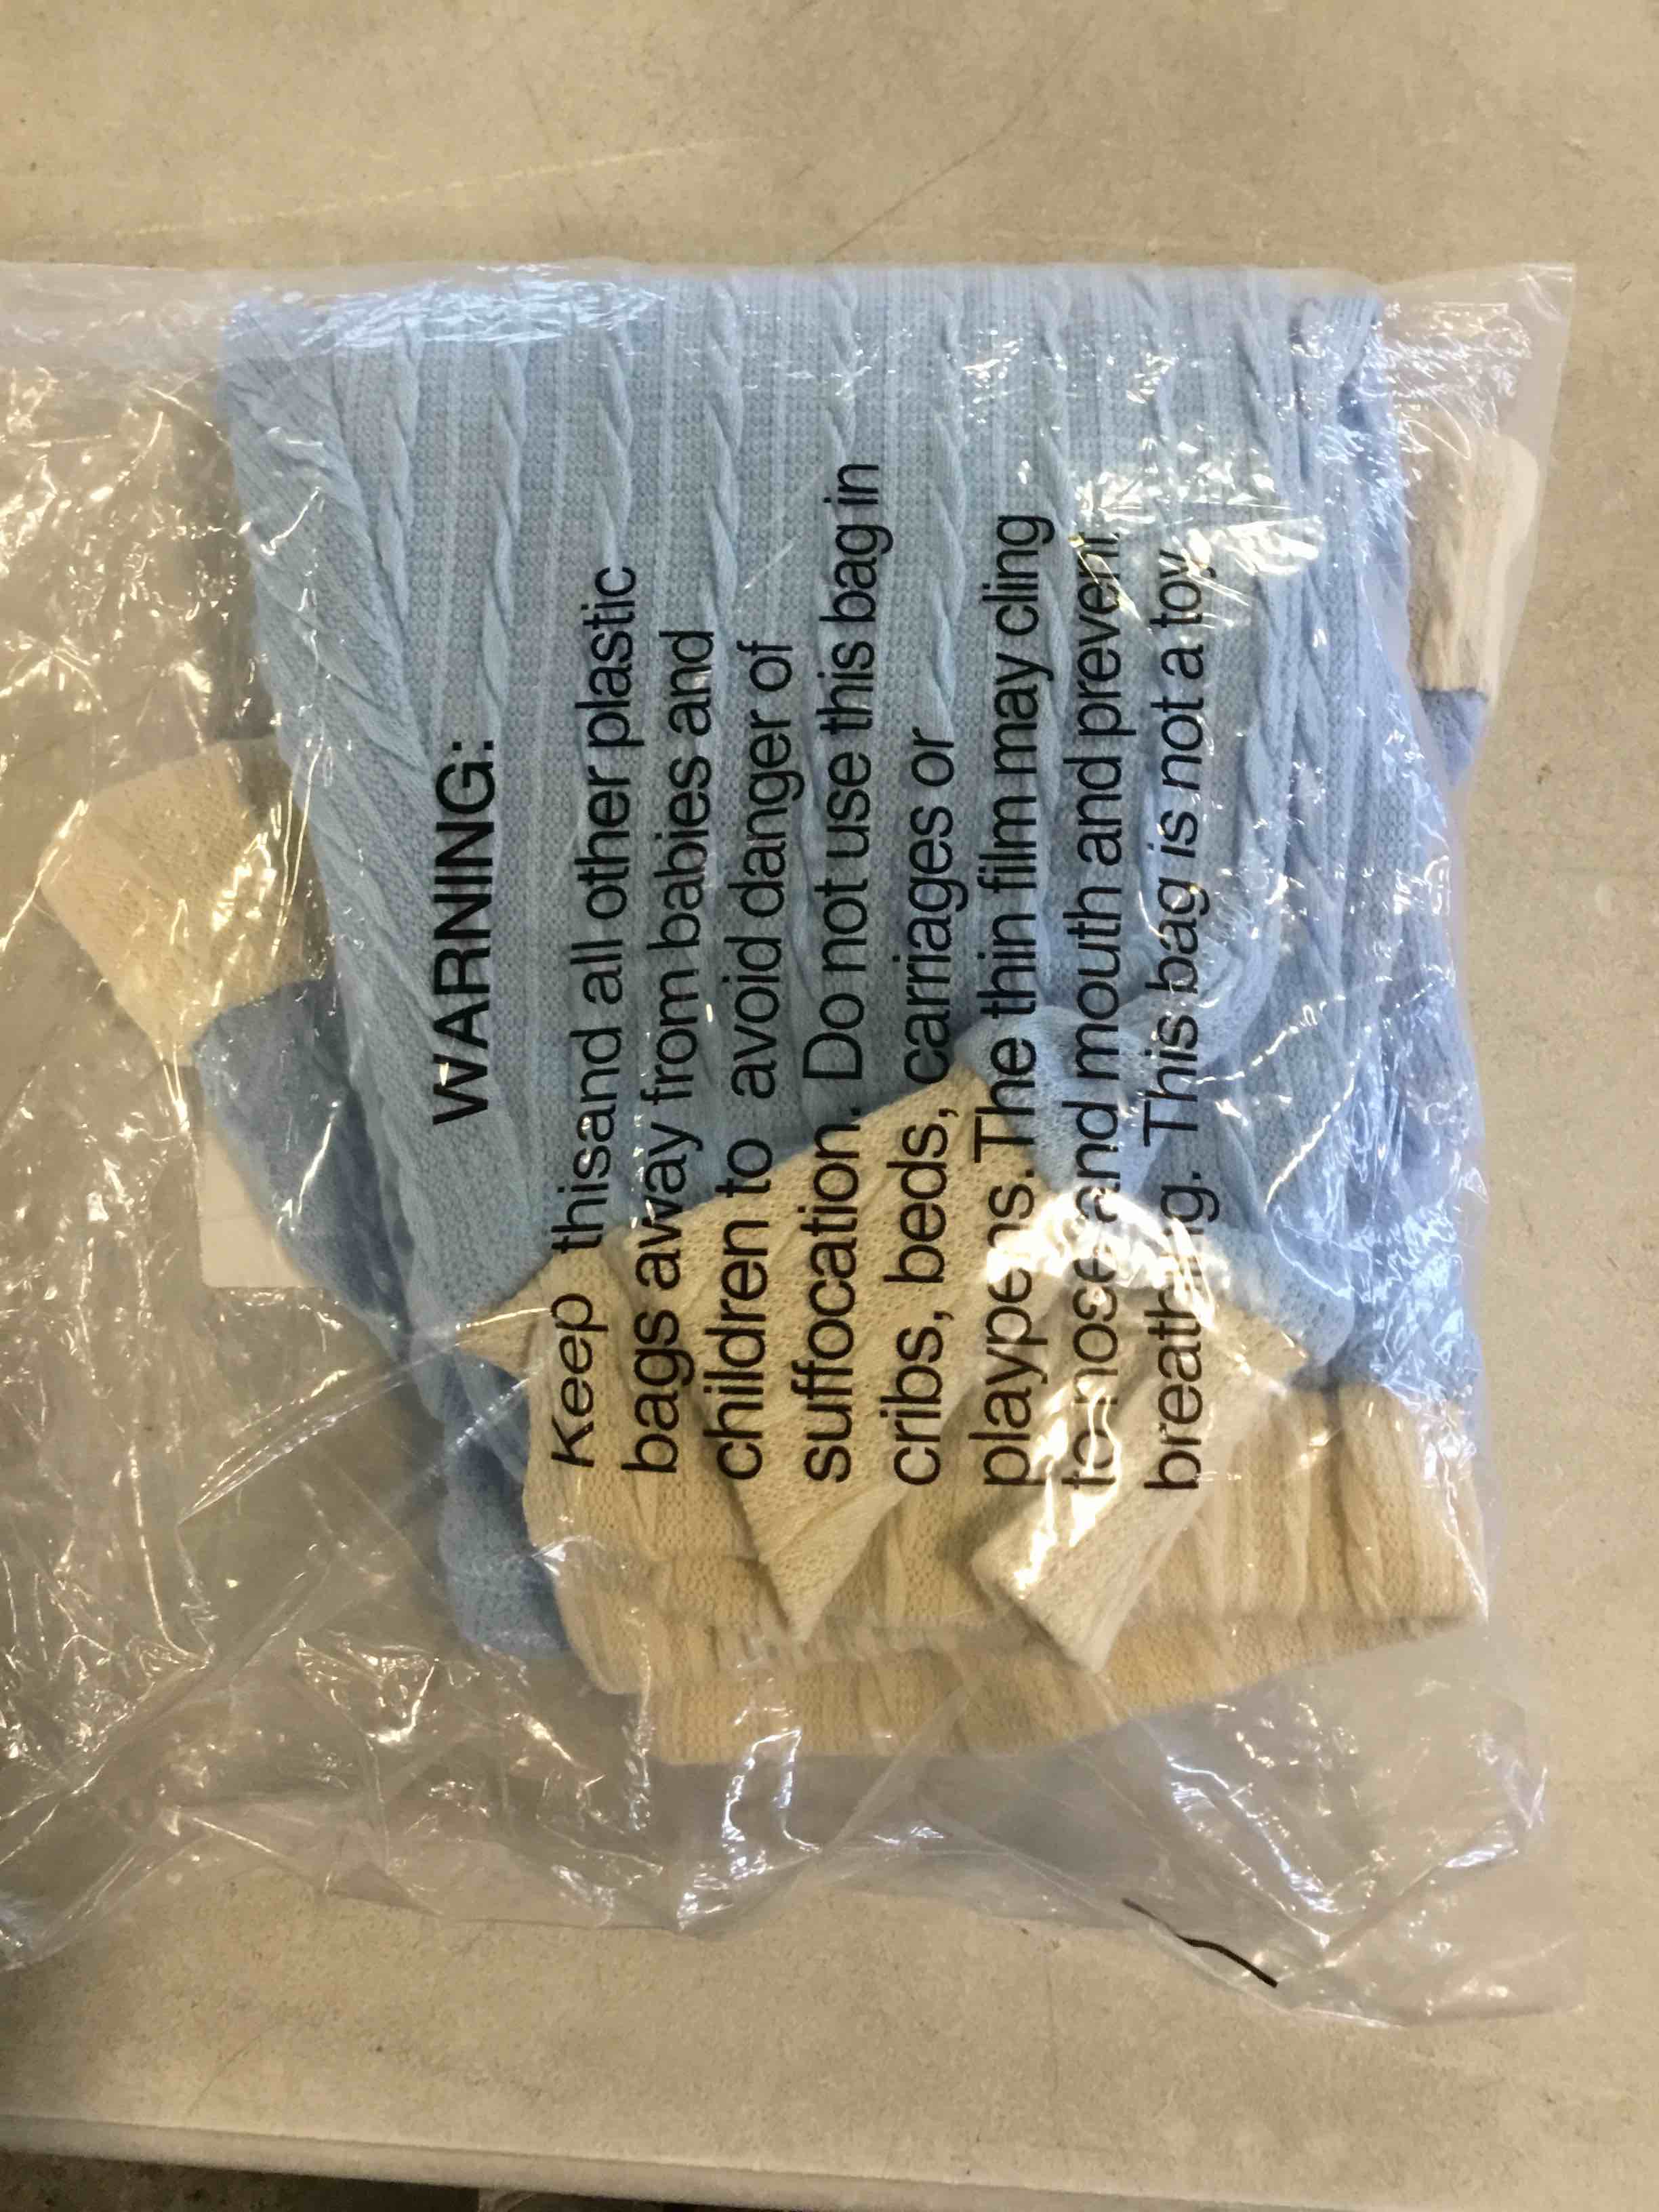 WARNING:
Keep thisand all other plastic
bags away from babies and
children to avoid danger of
suffocation. Do not use this bag in
cribs, beds, carriages or
playpens.The thin film may cling
to nose and mouth and prevent
breathing. This bag is not a toy.